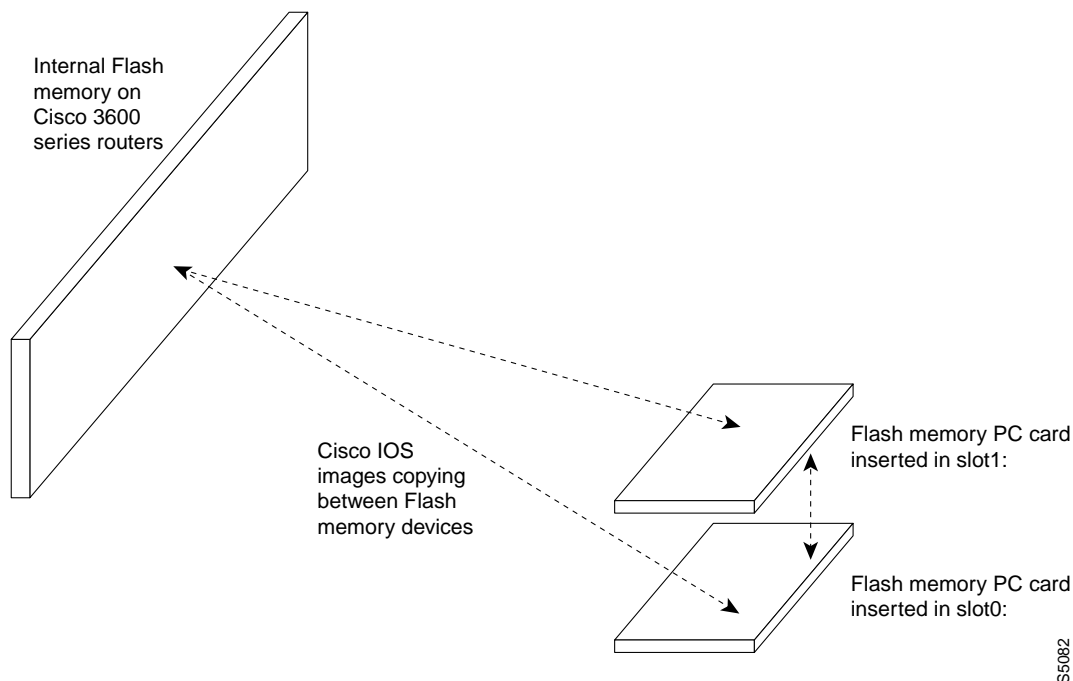 Internal Flash
memory on
Cisco 3600
series routers
Cisco IOS
images copying
between Flash
memory devices
Flash memory PC card
inserted in slot1:
Flash memory PC card
inserted in slot0:
S5082